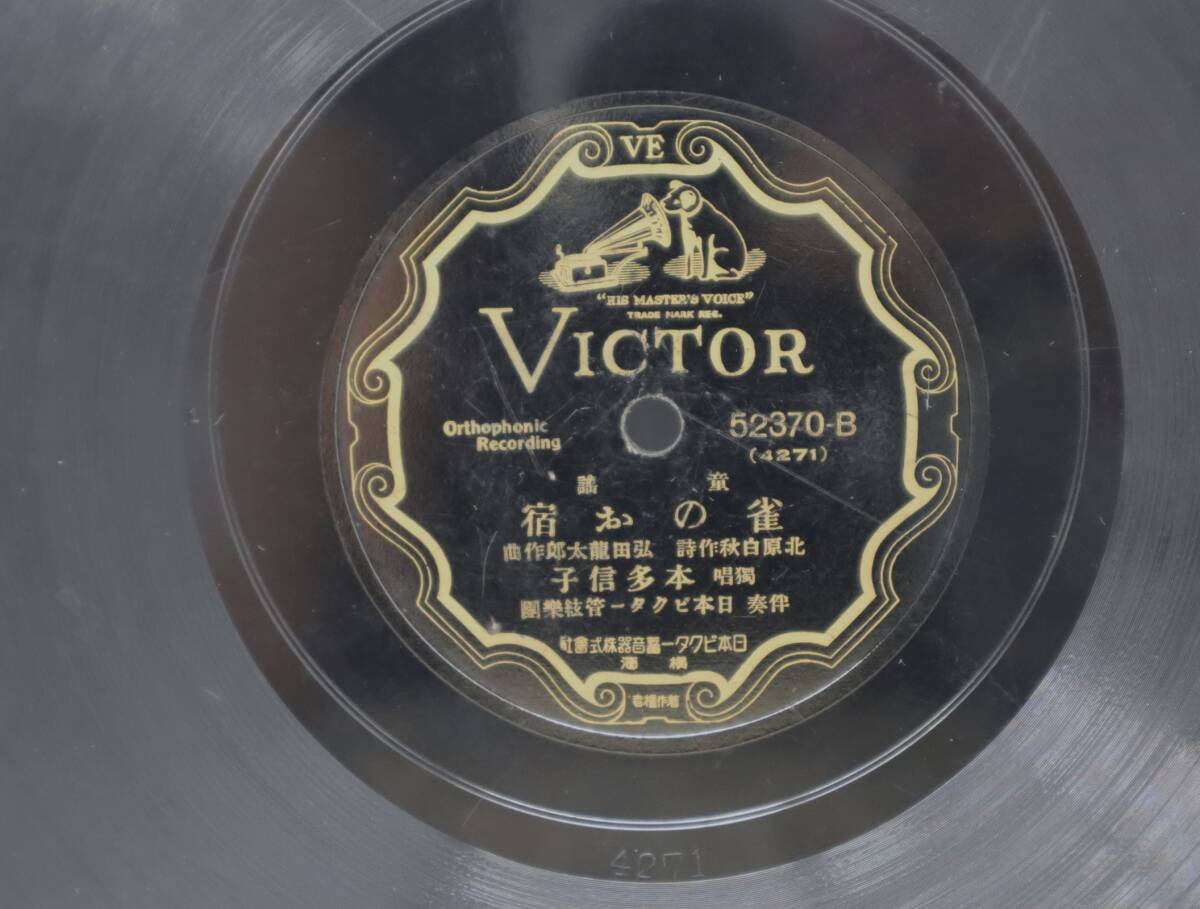 VE
"HIS MASTER'S VOICE"
TRADE MARK REG.
VICTOR
Orthophonic
Recording
52370-B
(4271)
童謠
雀のお宿
北原白秋作詩 弘田龍太郎作曲
獨唱 本多信子
伴奏 日本ビクター管絃樂團
日本ビクター蓄音器株式會社
橫濱
著作權者
4271